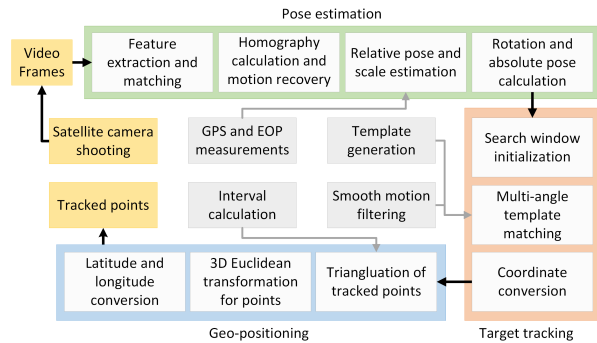 Pose estimation
Video
Frames
Feature
extraction and
matching
Homography
calculation and
motion recovery
Relative pose and
scale estimation
Rotation and
absolute pose
calculation
Satellite camera
shooting
GPS and EOP
measurements
Template
generation
Search window
initialization
Tracked points
Interval
calculation
Smooth motion
filtering
Multi-angle
template
matching
Latitude and
longitude
conversion
3D Euclidean
transformation
for points
Triangluation of
tracked points
Coordinate
conversion
Geo-positioning
Target tracking